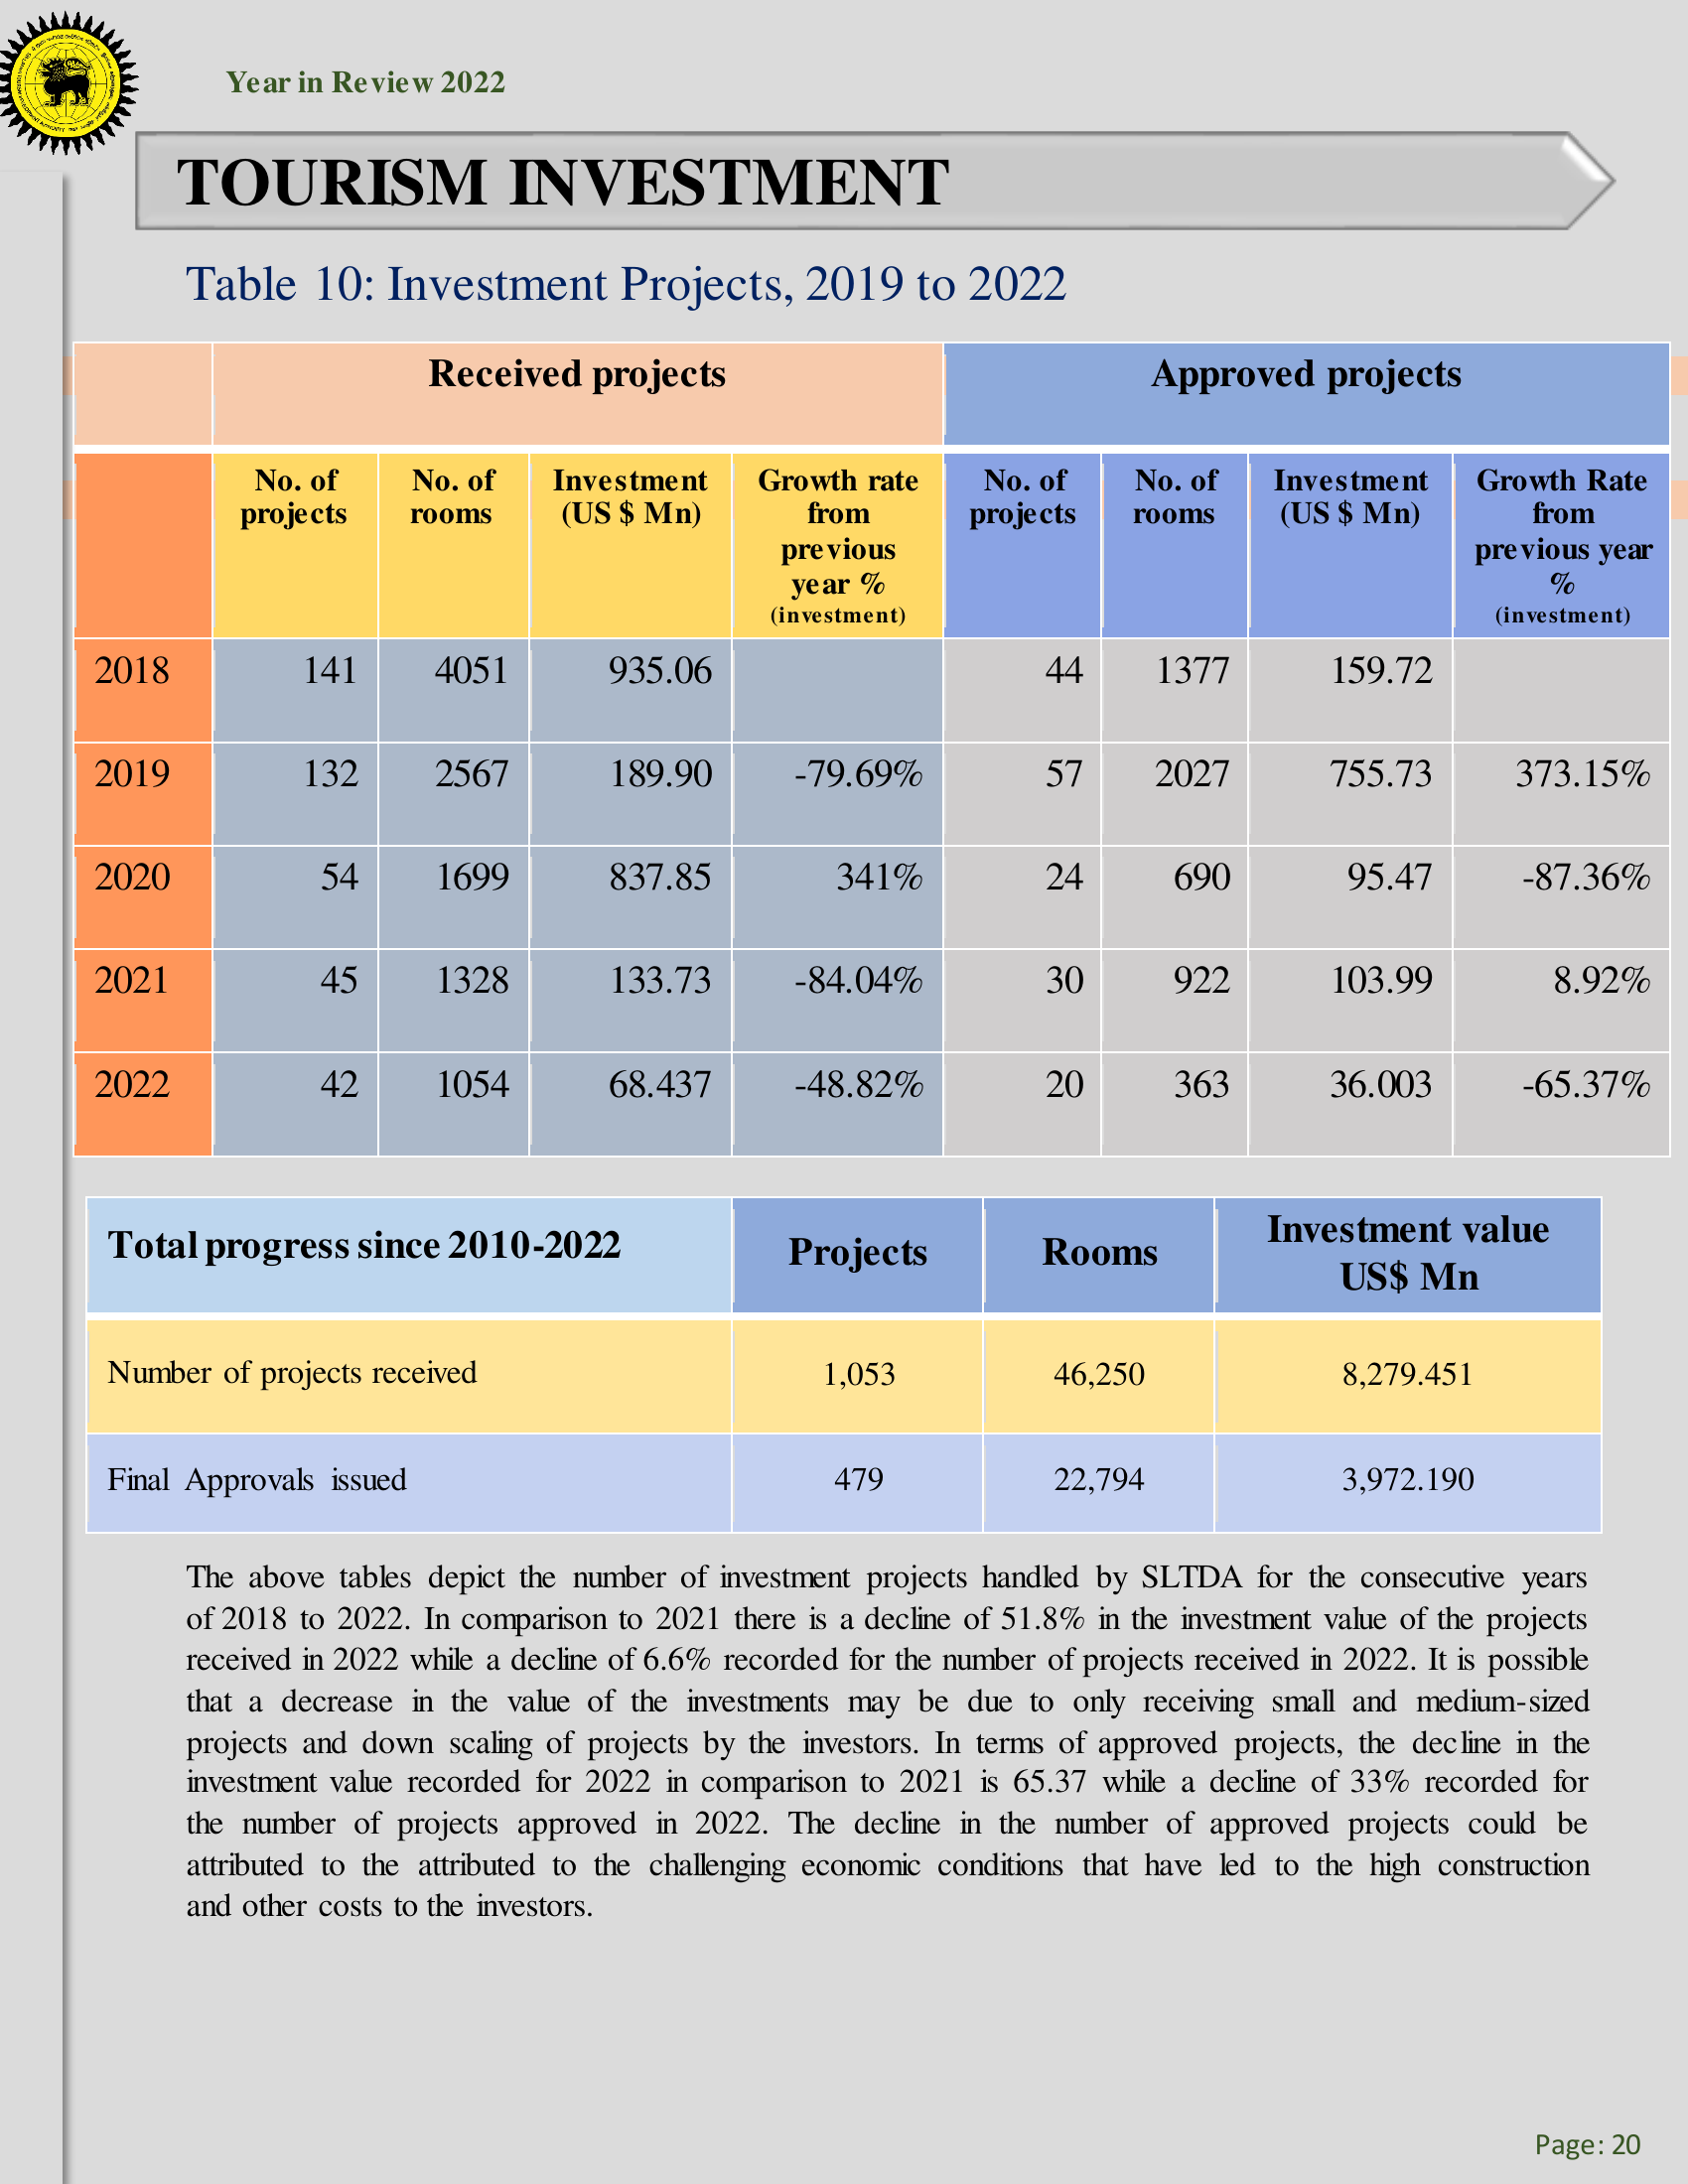 Year in Review 2022
TOURISM INVESTMENT
Table 10: Investment Projects, 2019 to 2022
Received projects Approved projects
No. of projects No. of rooms Investment (US $ Mn) Growth rate from previous year % (investment) No. of projects No. of rooms Investment (US $ Mn) Growth Rate from previous year % (investment)
2018 141 4051 935.06 44 1377 159.72
2019 132 2567 189.90 -79.69% 57 2027 755.73 373.15%
2020 54 1699 837.85 341% 24 690 95.47 -87.36%
2021 45 1328 133.73 -84.04% 30 922 103.99 8.92%
2022 42 1054 68.437 -48.82% 20 363 36.003 -65.37%
Total progress since 2010-2022 Projects Rooms Investment value US$ Mn
Number of projects received 1,053 46,250 8,279.451
Final Approvals issued 479 22,794 3,972.190
The above tables depict the number of investment projects handled by SLTDA for the consecutive years
of 2018 to 2022. In comparison to 2021 there is a decline of 51.8% in the investment value of the projects
received in 2022 while a decline of 6.6% recorded for the number of projects received in 2022. It is possible
that a decrease in the value of the investments may be due to only receiving small and medium-sized
projects and down scaling of projects by the investors. In terms of approved projects, the decline in the
investment value recorded for 2022 in comparison to 2021 is 65.37 while a decline of 33% recorded for
the number of projects approved in 2022. The decline in the number of approved projects could be
attributed to the attributed to the challenging economic conditions that have led to the high construction
and other costs to the investors.
Page: 20